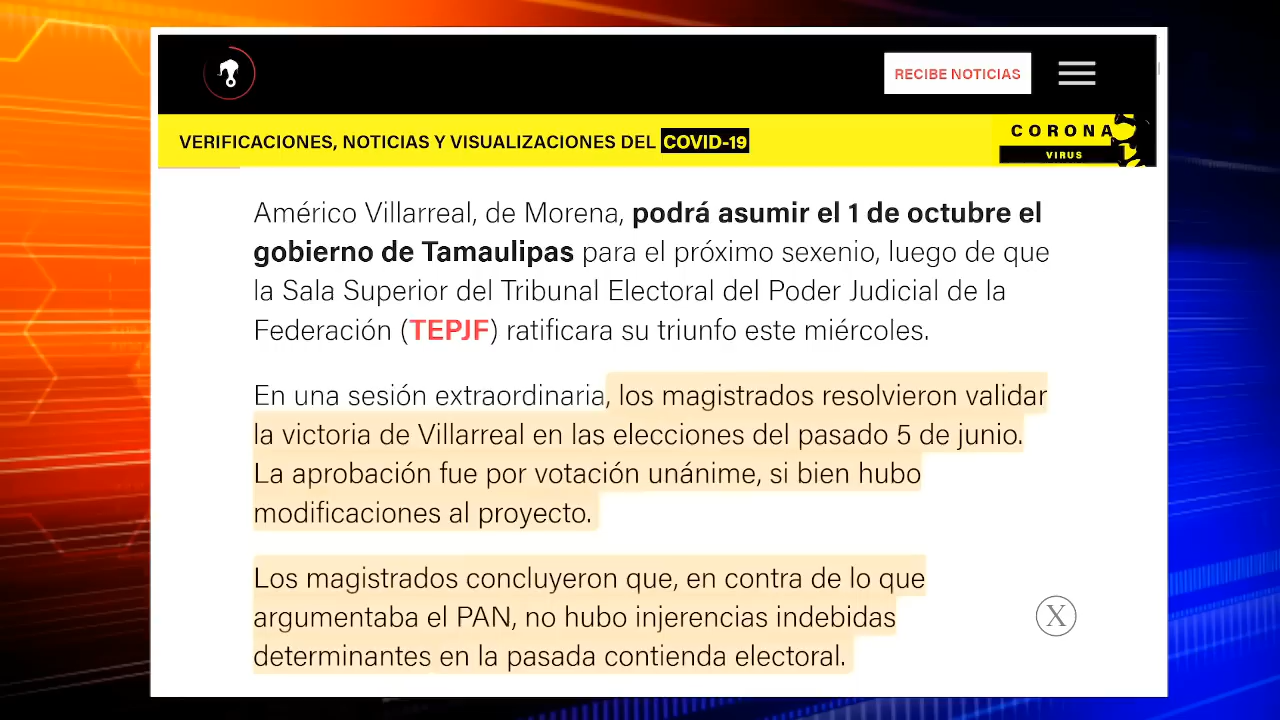 RECIBE NOTICIAS
VERIFICACIONES, NOTICIAS Y VISUALIZACIONES DEL COVID-19
CORONA
VIRUS
Américo Villarreal, de Morena, podrá asumir el 1 de octubre el
gobierno de Tamaulipas para el próximo sexenio, luego de que
la Sala Superior del Tribunal Electoral del Poder Judicial de la
Federación (TEPJF) ratificara su triunfo este miércoles.
En una sesión extraordinaria, los magistrados resolvieron validar
la victoria de Villarreal en las elecciones del pasado 5 de junio.
La aprobación fue por votación unánime, si bien hubo
modificaciones al proyecto.
Los magistrados concluyeron que, en contra de lo que
argumentaba el PAN, no hubo injerencias indebidas
determinantes en la pasada contienda electoral.
X